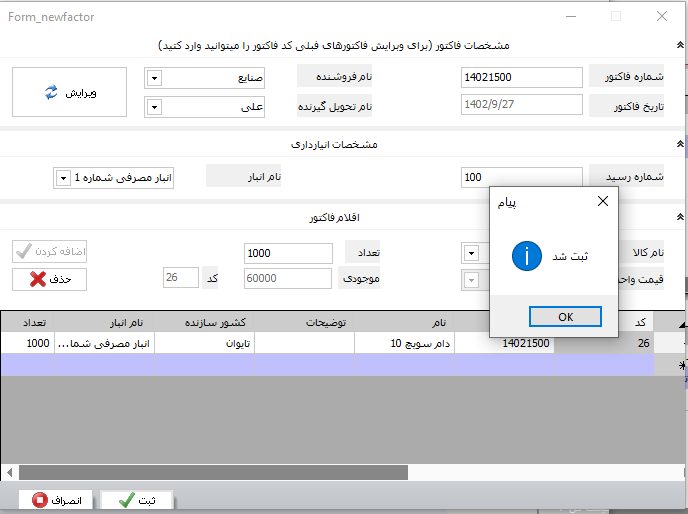 Form_newfactor
مشخصات فاکتور (برای ویرایش فاکتورهای قبلی کد فاکتور را میتوانید وارد کنید)
شماره فاکتور 14021500 نام فروشنده صنایع ویرایش
تاریخ فاکتور 1402/9/27 نام تحویل گیرنده علی
مشخصات انبارداری
شماره رسید 100 نام انبار انبار مصرفی شماره 1
اقلام فاکتور
نام کالا تعداد 1000 اضافه کردن
قیمت واحد موجودی 60000 کد 26 حذف
پیام
ثبت شد
OK
کد نام توضیحات کشور سازنده نام انبار تعداد
26 14021500 دام سویچ 10 تایوان انبار مصرفی شما... 1000
ثبت انصراف